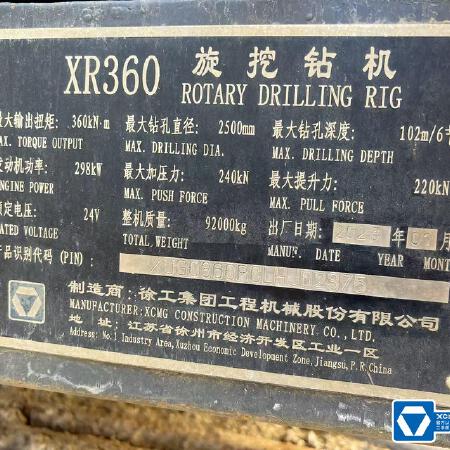 XR360 旋挖钻机
ROTARY DRILLING RIG
最大输出扭矩: 360kN·m 最大钻孔直径: 2500mm 最大钻孔深度: 102m/6节
MAX. TORQUE OUTPUT MAX. DRILLING DIA. MAX. DRILLING DEPTH
发动机功率: 298kW 最大加压力: 240kN 最大提升力: 220kN
ENGINE POWER MAX. PUSH FORCE MAX. PULL FORCE
额定电压: 24V 整机质量: 92000kg 出厂日期: 年 月
RATED VOLTAGE TOTAL WEIGHT MANUF. DATE YEAR MONTH
产品识别代码 (PIN):
制造商: 徐工集团工程机械股份有限公司
MANUFACTURER:XCMG CONSTRUCTION MACHINERY CO.,LTD.
地 址: 江苏省徐州市经济开发区工业一区
Address: No.1 Industry Area,Xuzhou Economic Development Zone,Jiangsu,P.R.China